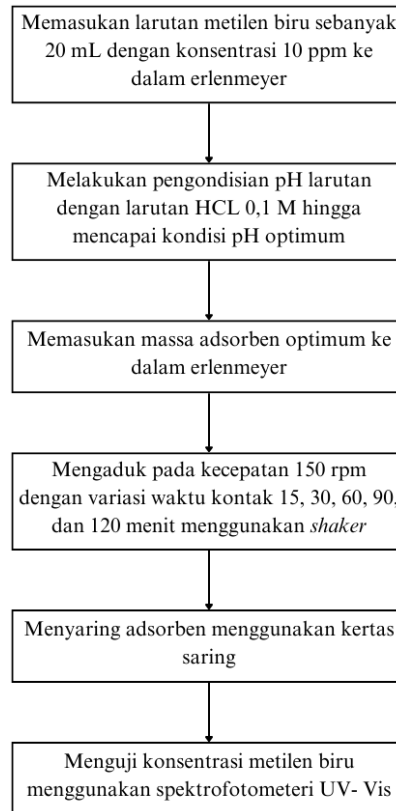 Memasukan larutan metilen biru sebanyak
20 mL dengan konsentrasi 10 ppm ke
dalam erlenmeyer
Melakukan pengondisian pH larutan
dengan larutan HCL 0,1 M hingga
mencapai kondisi pH optimum
Memasukan massa adsorben optimum ke
dalam erlenmeyer
Mengaduk pada kecepatan 150 rpm
dengan variasi waktu kontak 15, 30, 60, 90,
dan 120 menit menggunakan shaker
Menyaring adsorben menggunakan kertas
saring
Menguji konsentrasi metilen biru
menggunakan spektrofotometeri UV- Vis